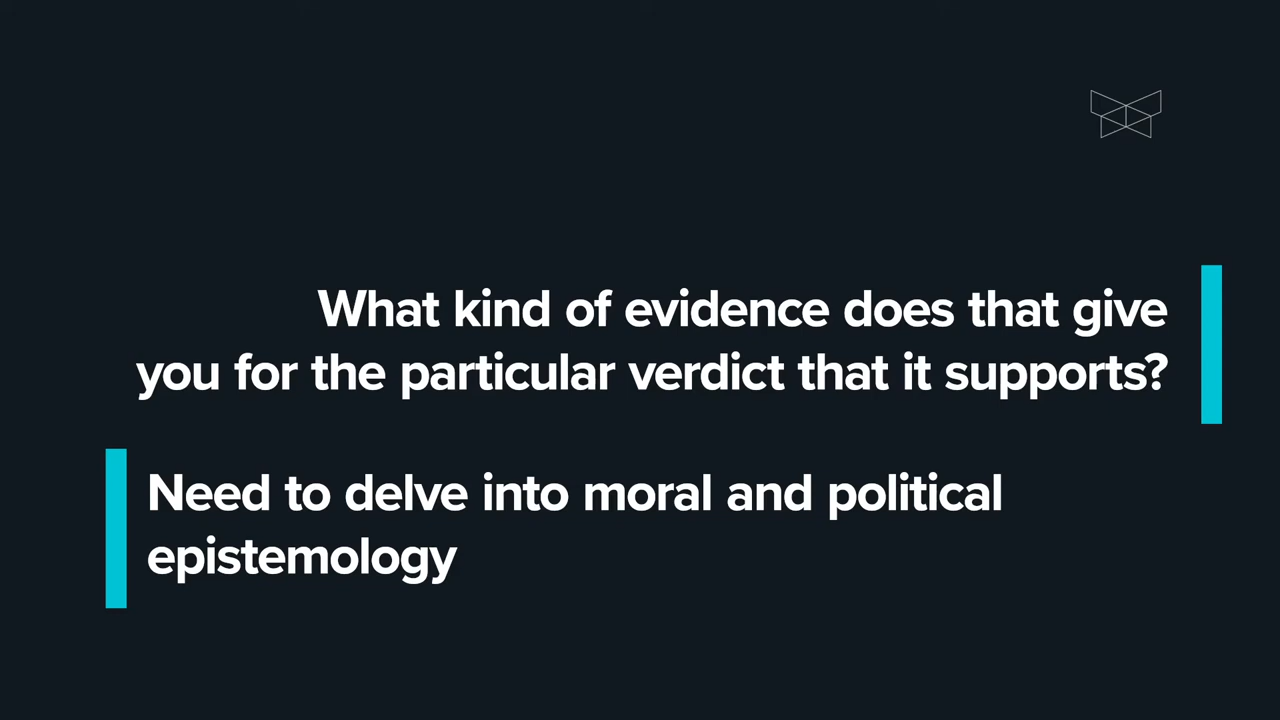 What kind of evidence does that give
you for the particular verdict that it supports?
Need to delve into moral and political
epistemology